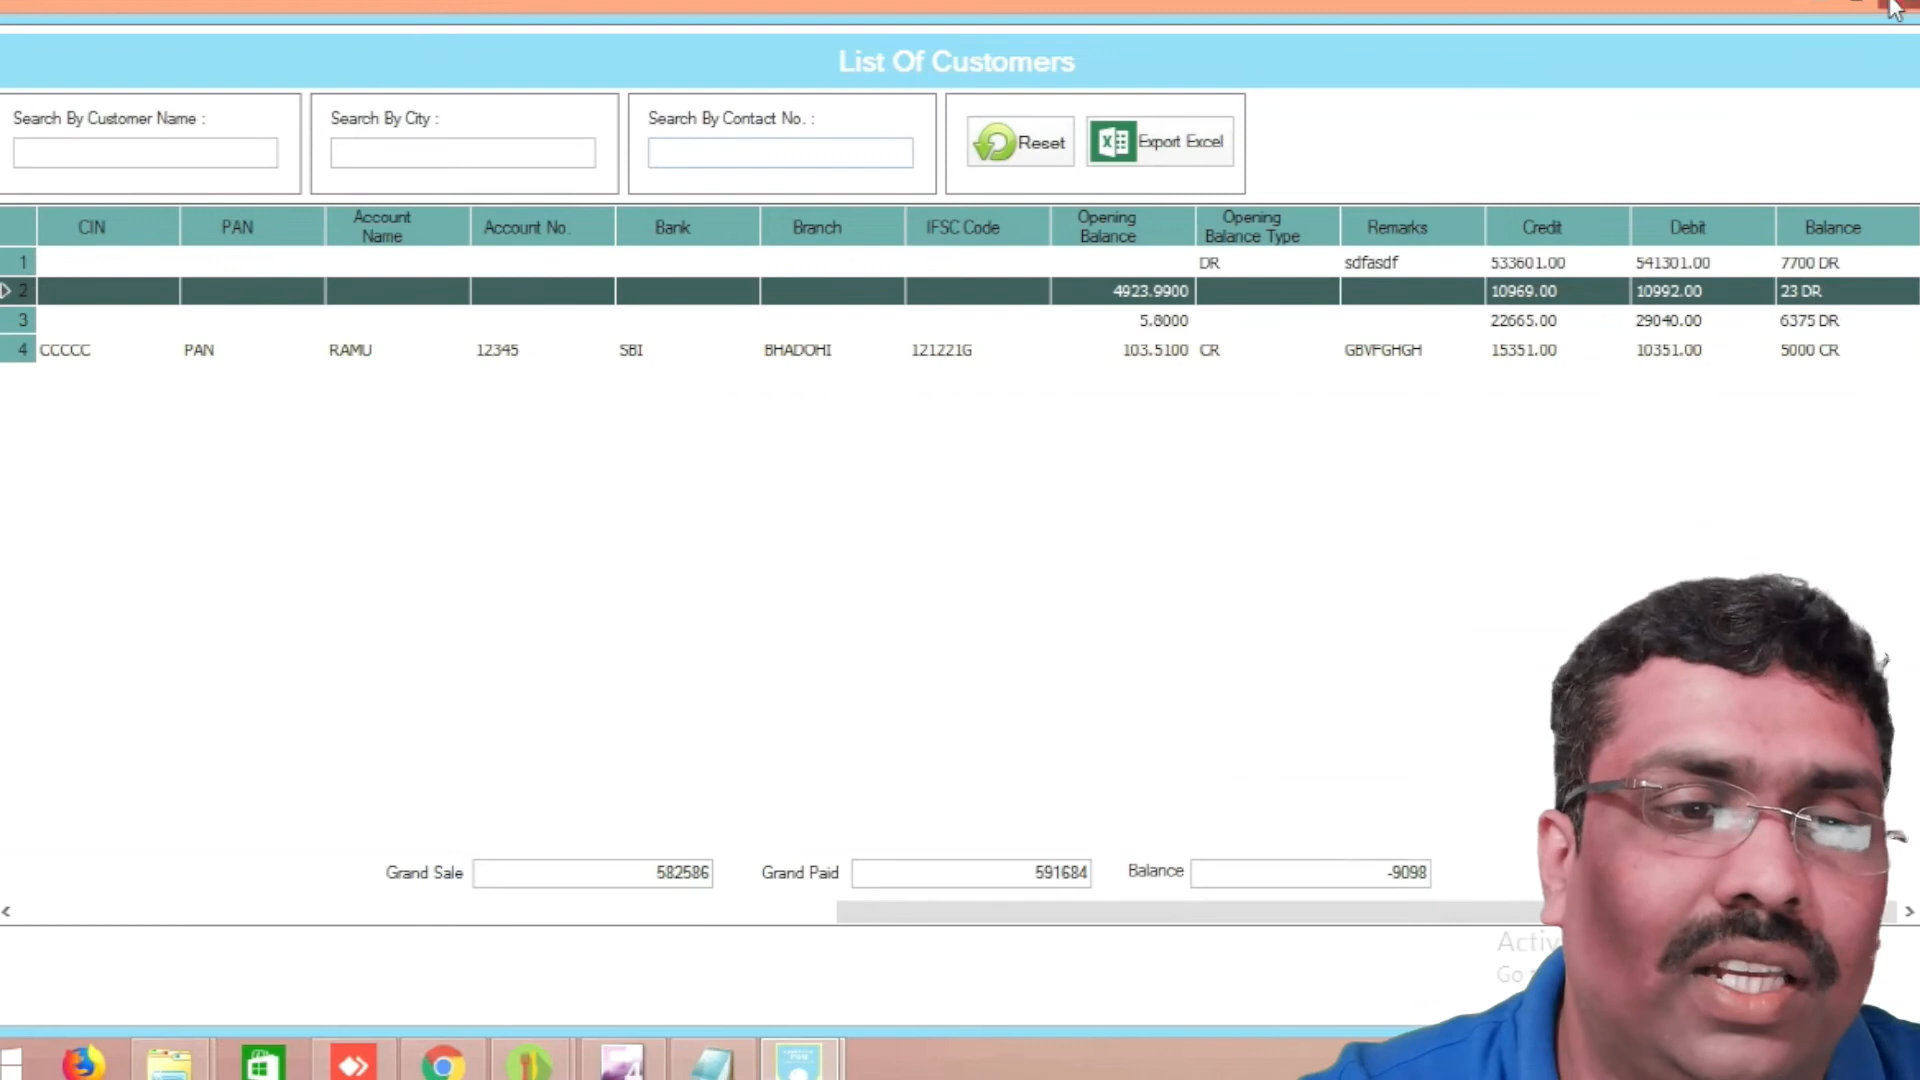 List Of Customers
Search By Customer Name :
Search By City :
Search By Contact No. :
Reset
Export Excel
CIN PAN Account Name Account No. Bank Branch IFSC Code Opening Balance Opening Balance Type Remarks Credit Debit Balance
1 DR sdfasdf 533601.00 541301.00 7700 DR
2 4923.9900 10969.00 10992.00 23 DR
3 5.8000 22665.00 29040.00 6375 DR
4 CCCCC PAN RAMU 12345 SBI BHADOHI 121221G 103.5100 CR GBVFGHGH 15351.00 10351.00 5000 CR
Grand Sale 582586 Grand Paid 591684 Balance -9098
Go